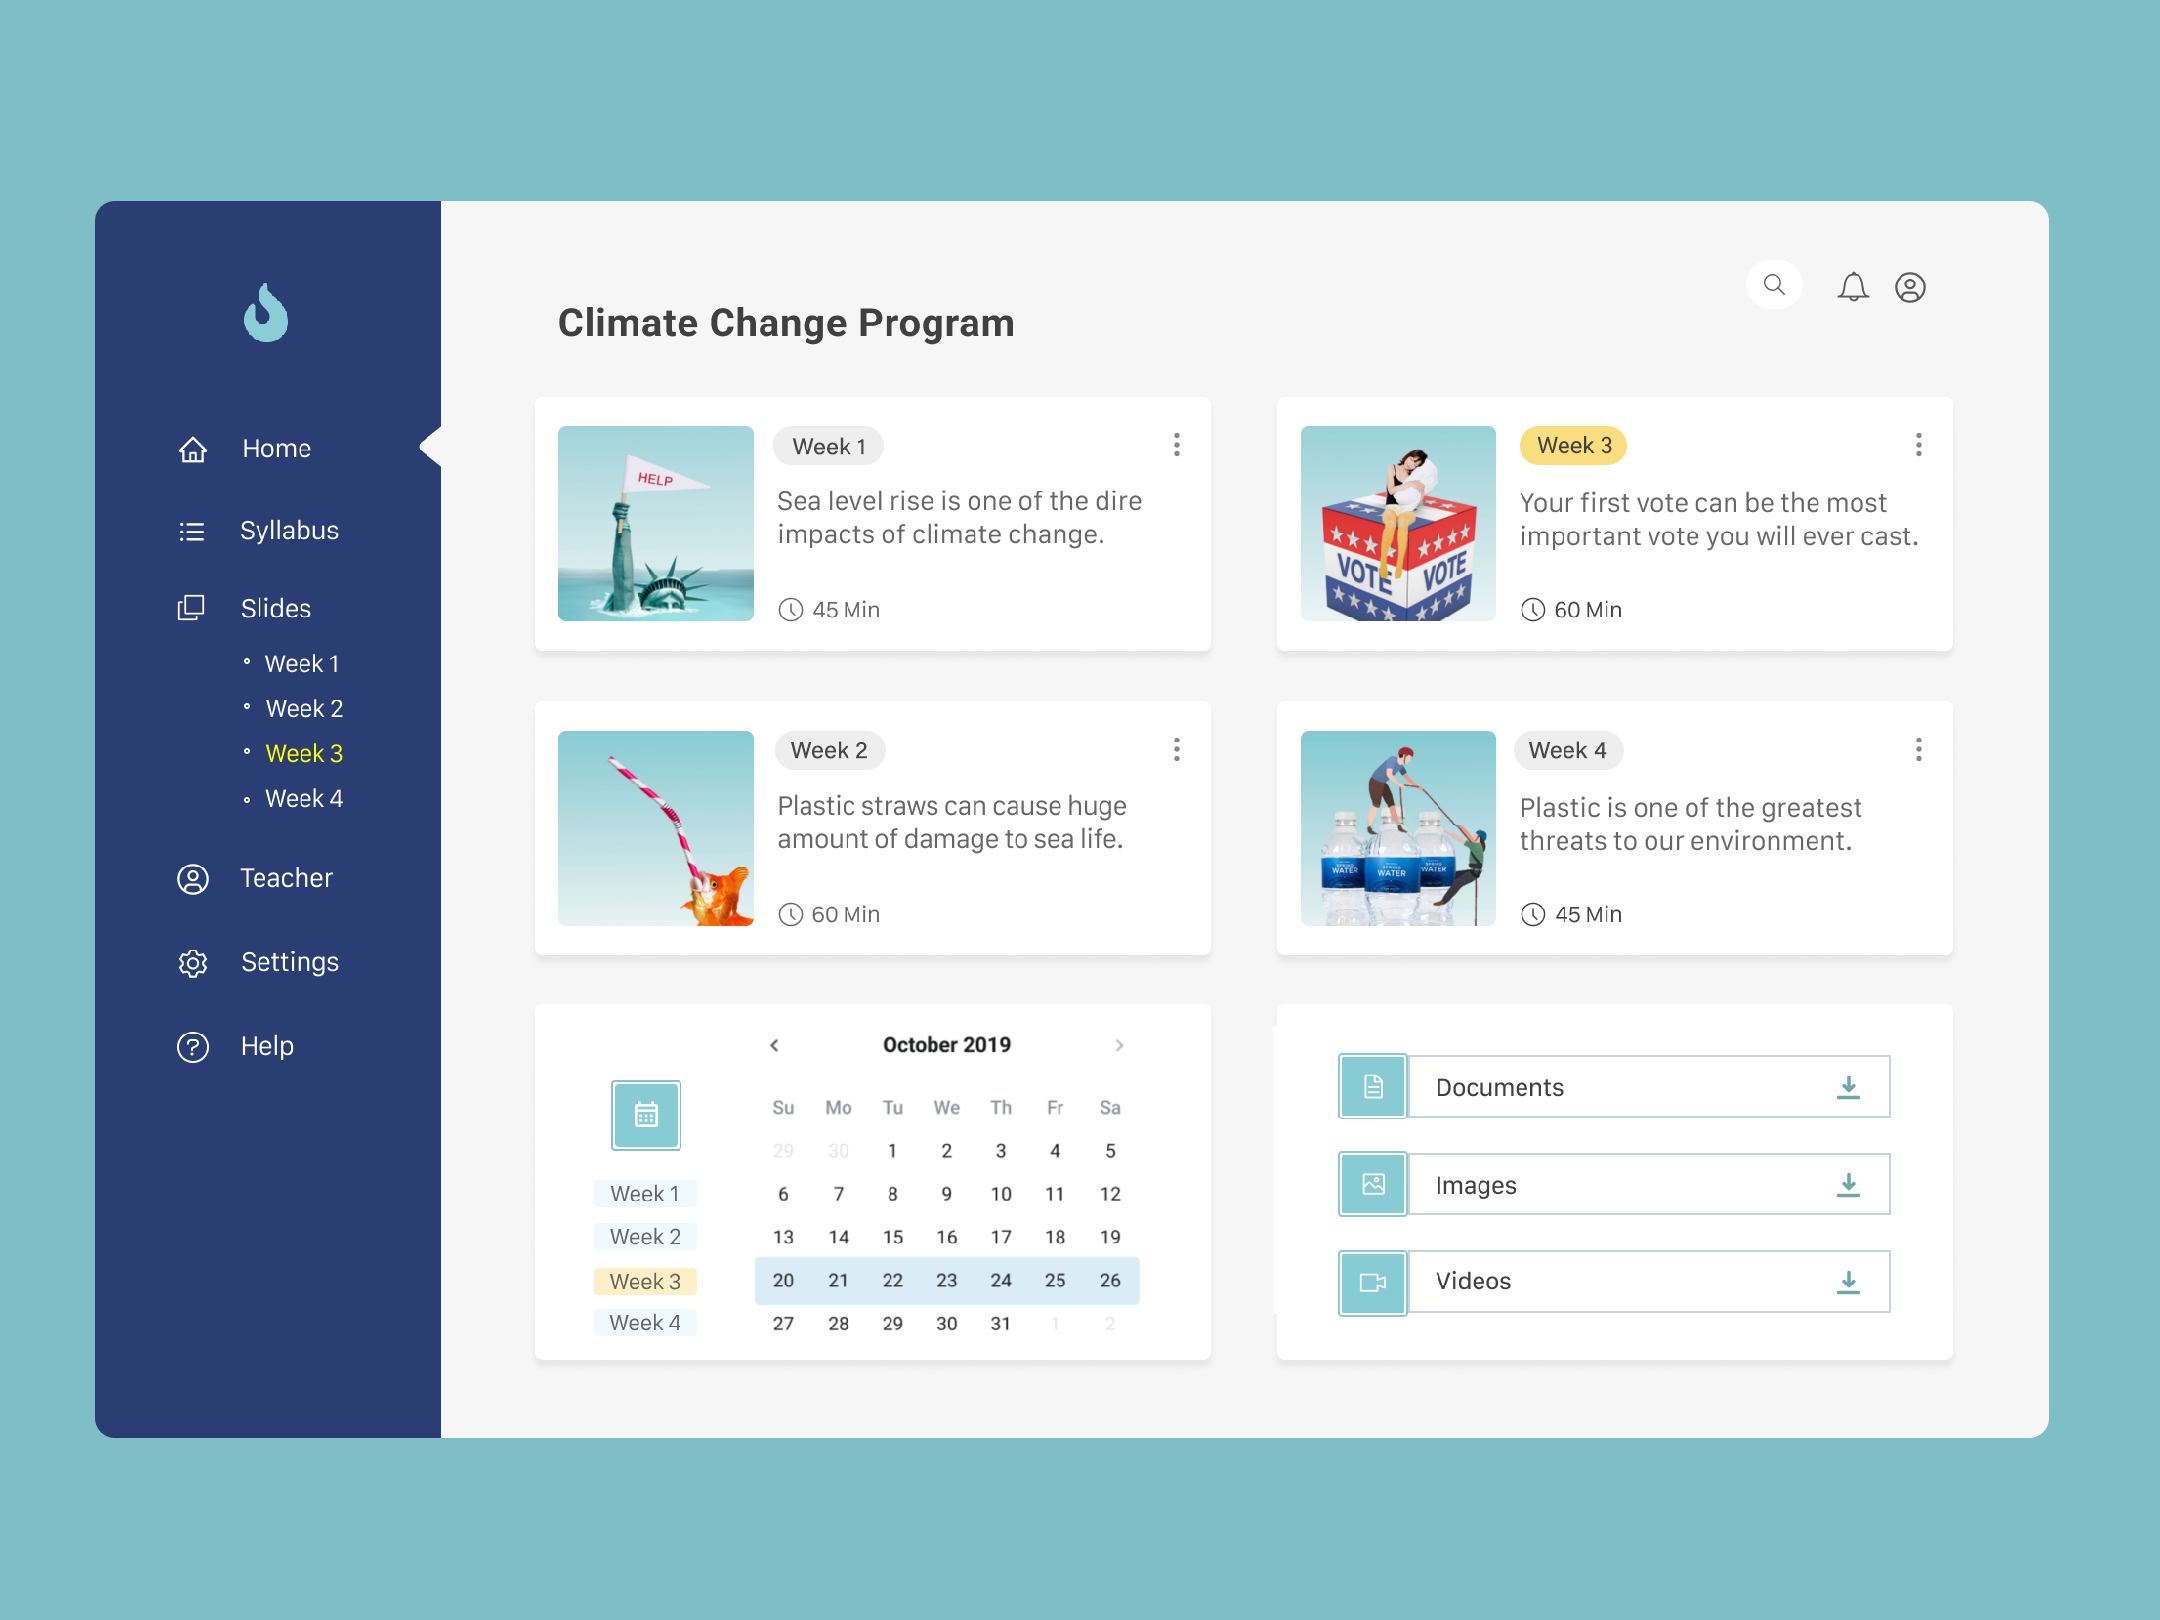 Home
Syllabus
Slides
Week 1
Week 2
Week 3
Week 4
Teacher
Settings
Help
Climate Change Program
HELP
Week 1
Sea level rise is one of the dire
impacts of climate change.
45 Min
VOTE VOTE
Week 3
Your first vote can be the most
important vote you will ever cast.
60 Min
Week 2
Plastic straws can cause huge
amount of damage to sea life.
60 Min
SPRING
WATER
SPRING
WATER
SPRING
WATER
Week 4
Plastic is one of the greatest
threats to our environment.
45 Min
Week 1
Week 2
Week 3
Week 4
October 2019
Su Mo Tu We Th Fr Sa
29 30 1 2 3 4 5
6 7 8 9 10 11 12
13 14 15 16 17 18 19
20 21 22 23 24 25 26
27 28 29 30 31 1 2
Documents
Images
Videos